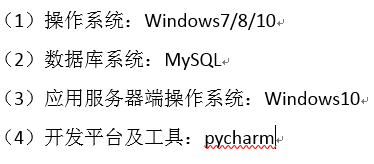 （1）操作系统：Windows7/8/10
（2）数据库系统：MySQL
（3）应用服务器端操作系统：Windows10
（4）开发平台及工具：pycharm